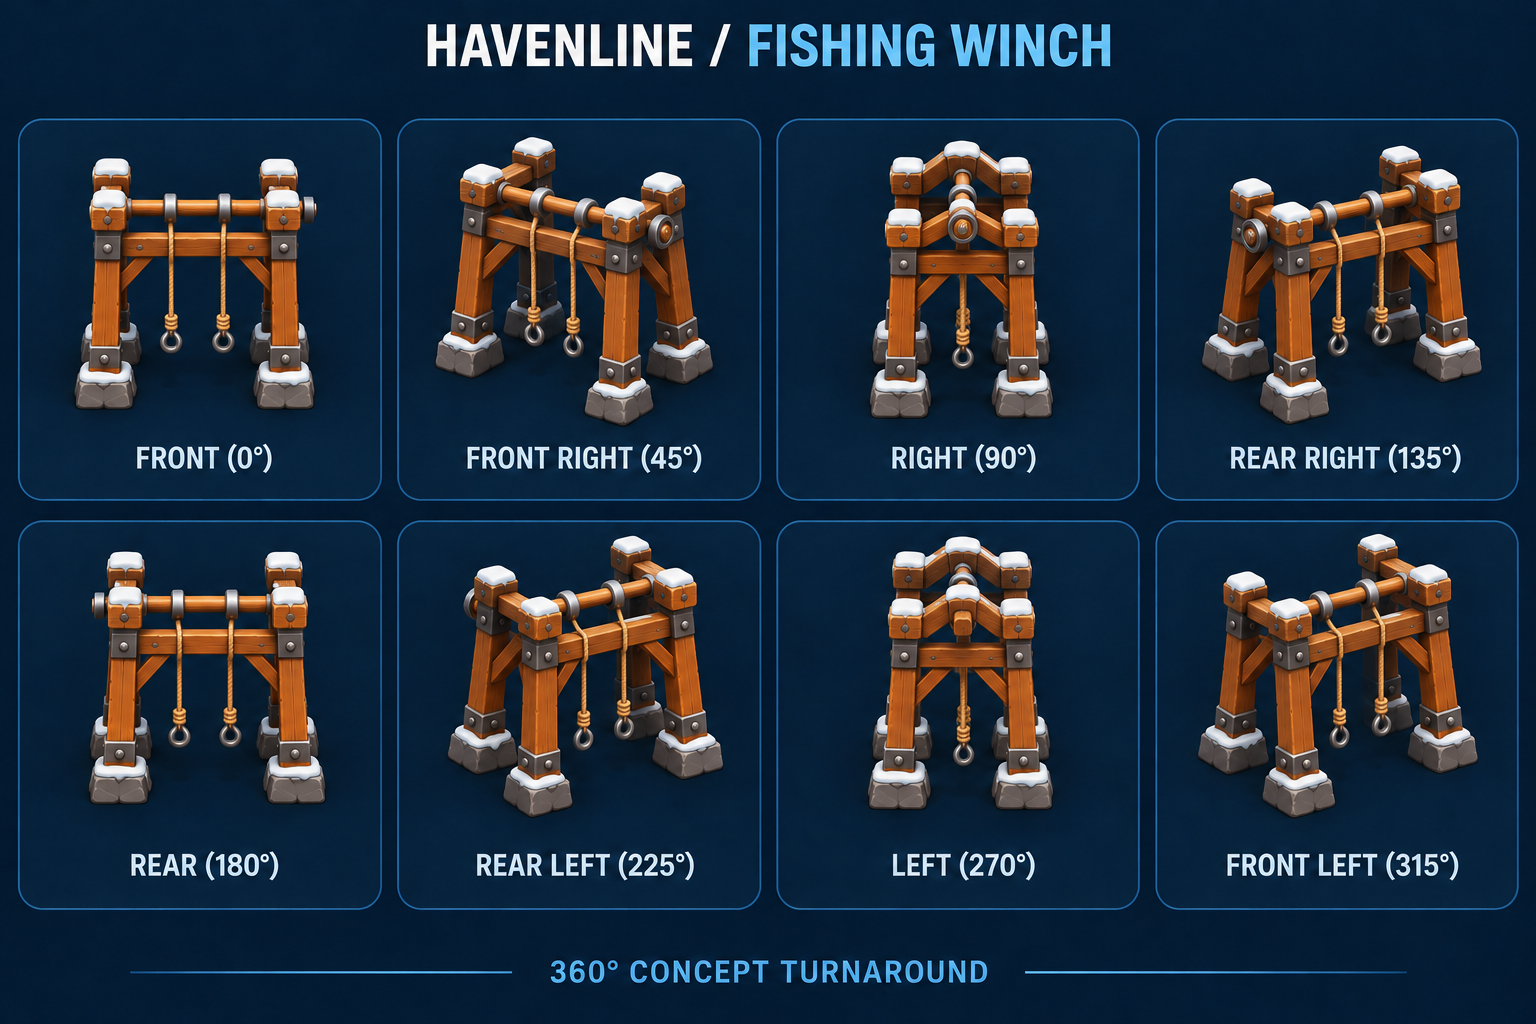 HAVENLINE / FISHING WINCH
FRONT (0°)
FRONT RIGHT (45°)
RIGHT (90°)
REAR RIGHT (135°)
REAR (180°)
REAR LEFT (225°)
LEFT (270°)
FRONT LEFT (315°)
360° CONCEPT TURNAROUND